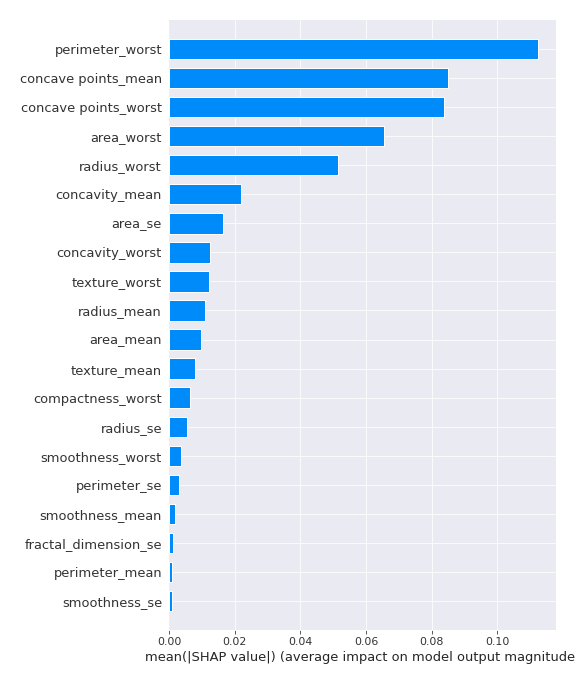 perimeter_worst
concave points_mean
concave points_worst
area_worst
radius_worst
concavity_mean
area_se
concavity_worst
texture_worst
radius_mean
area_mean
texture_mean
compactness_worst
radius_se
smoothness_worst
perimeter_se
smoothness_mean
fractal_dimension_se
perimeter_mean
smoothness_se
0.00 0.02 0.04 0.06 0.08 0.10
mean(|SHAP value|) (average impact on model output magnitude